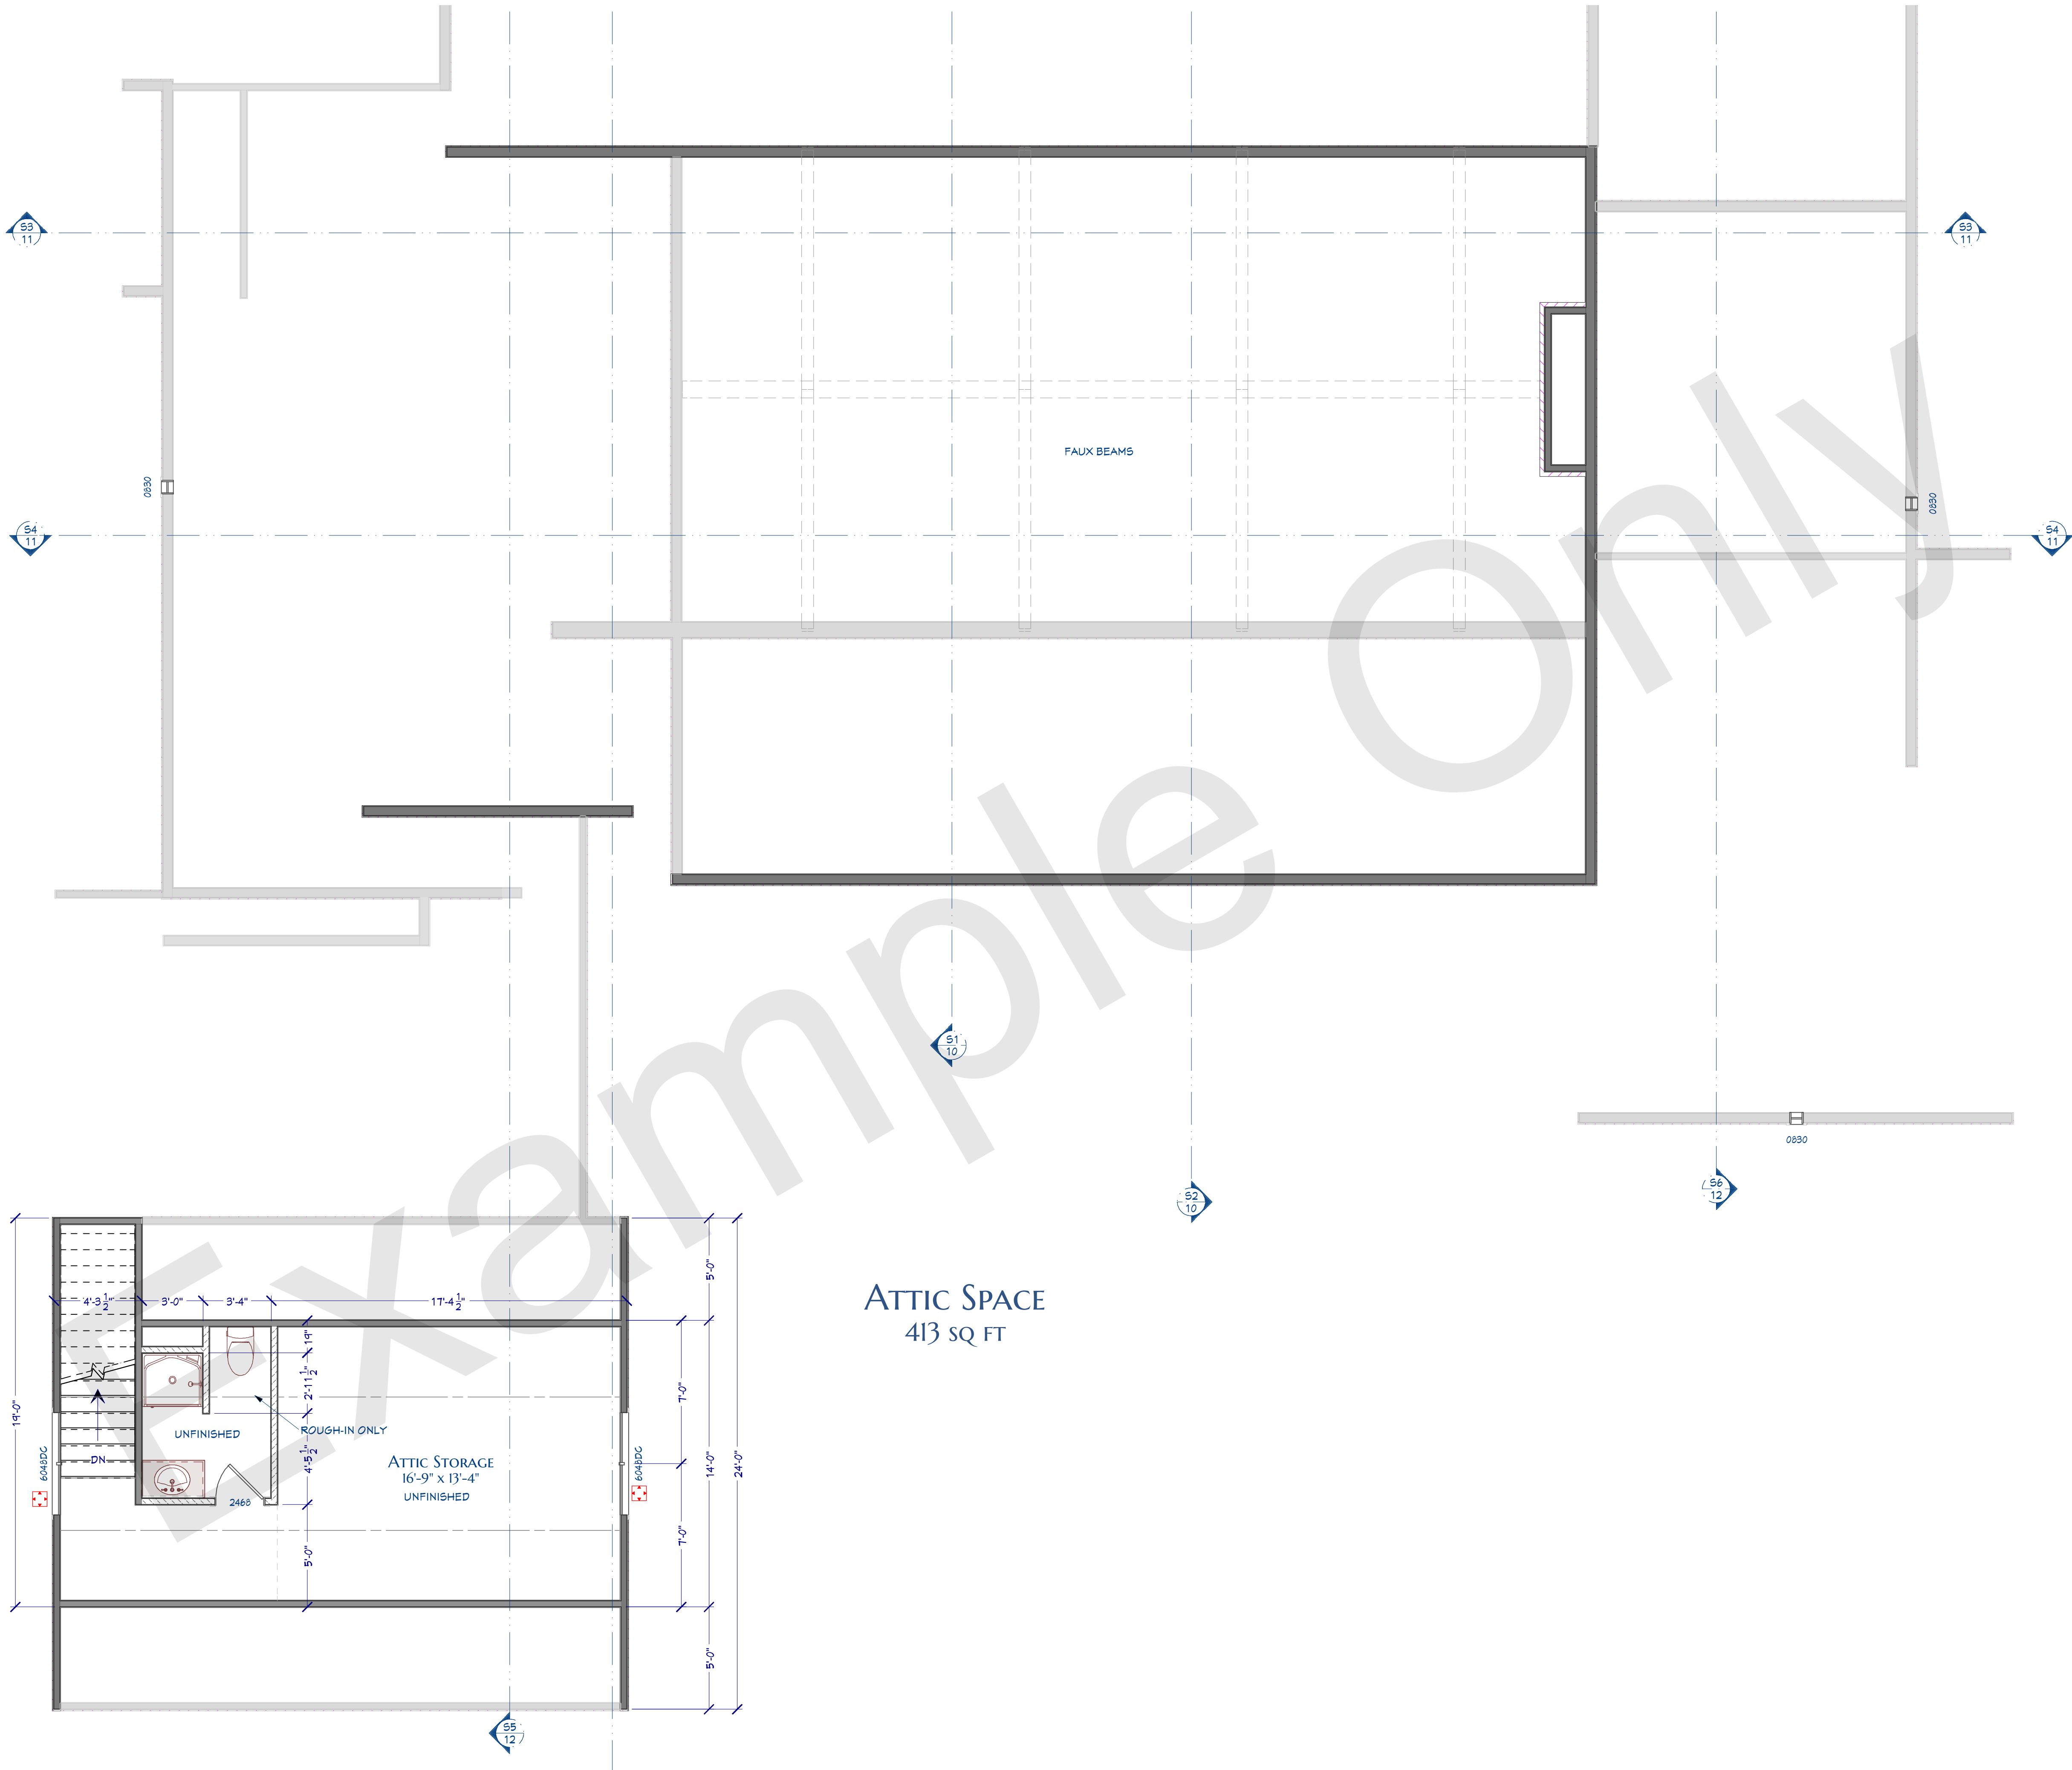 S3
11
S3
11
FAUX BEAMS
0830
0830
S4
11
S4
11
S1
10
0830
S2
10
S6
12
Example Only
ATTIC SPACE
413 SQ FT
5'-0"
4'-3 1/2"
3'-0"
3'-4"
17'-4 1/2"
19"
2'-11 1/2"
7'-0"
19'-0"
UNFINISHED
ROUGH-IN ONLY
4'-5 1/2"
DN
6048DC
ATTIC STORAGE
16'-9" X 13'-4"
UNFINISHED
6048DC
14'-0"
24'-0"
2468
7'-0"
5'-0"
5'-0"
S5
12